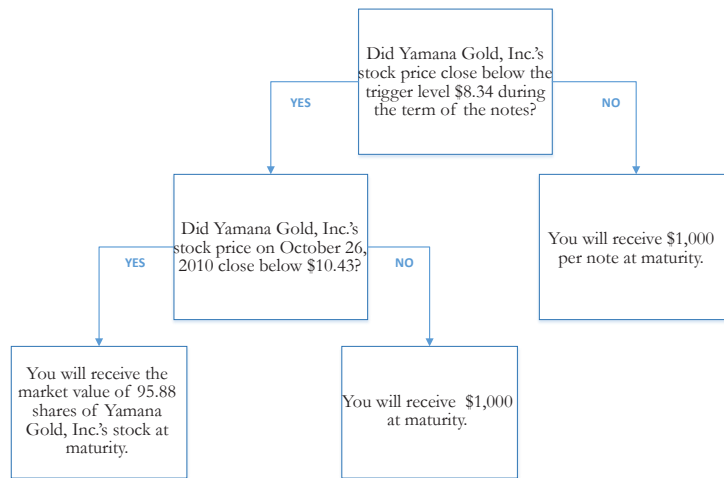 Did Yamana Gold, Inc.'s
stock price close below the
trigger level $8.34 during
the term of the notes?
YES
NO
Did Yamana Gold, Inc.'s
stock price on October 26,
2010 close below $10.43?
You will receive $1,000
per note at maturity.
YES
NO
You will receive the
market value of 95.88
shares of Yamana
Gold, Inc.'s stock at
maturity.
You will receive  $1,000
at maturity.